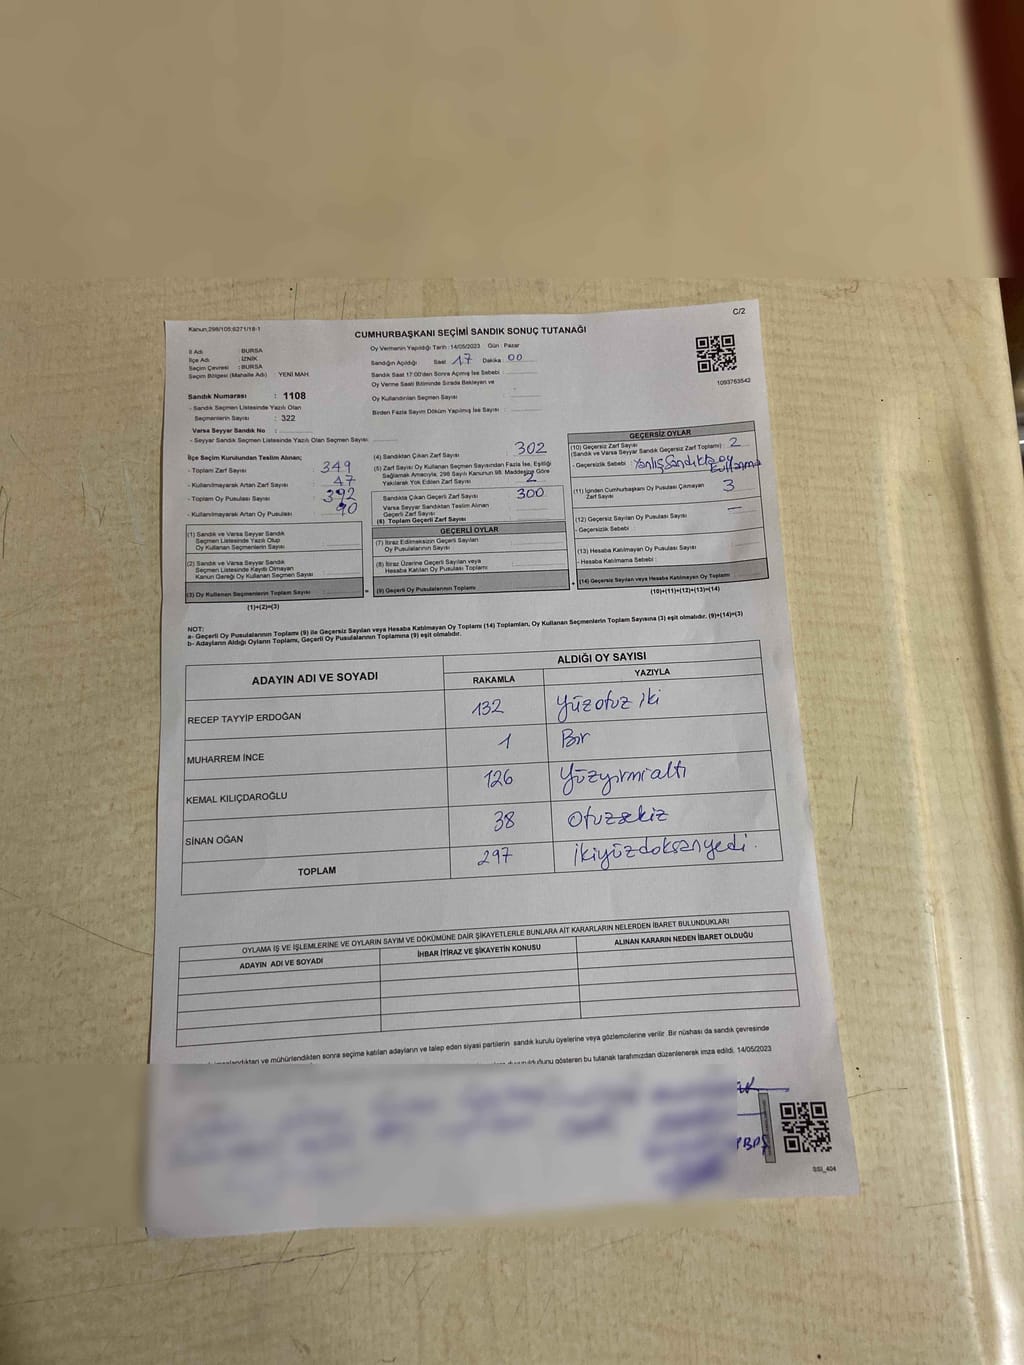 Kanun;298/105;6271/18-1
C/2
CUMHURBAŞKANI SEÇİMİ SANDIK SONUÇ TUTANAĞI
İl Adı : BURSA
İlçe Adı : İZNİK
Seçim Çevresi : BURSA
Seçim Bölgesi (Mahalle Adı) : YENİ MAH.
Sandık Numarası : 1108
- Sandık Seçmen Listesinde Yazılı Olan
Seçmenlerin Sayısı : 322
Varsa Seyyar Sandık No :
- Seyyar Sandık Seçmen Listesinde Yazılı Olan Seçmen Sayısı:
Oy Vermenin Yapıldığı Tarih : 14/05/2023 Gün : Pazar
Sandığın Açıldığı Saat 17 Dakika 00
Sandık Saat 17:00'den Sonra Açılmış İse Sebebi :
Oy Verme Saati Bitiminde Sırada Bekleyen ve
Oy Kullandırılan Seçmen Sayısı :
Birden Fazla Sayım Döküm Yapılmış İse Sayısı :
1093763542
İlçe Seçim Kurulundan Teslim Alınan;
- Toplam Zarf Sayısı : 349
- Kullanılmayarak Artan Zarf Sayısı : 47
- Toplam Oy Pusulası Sayısı : 392
- Kullanılmayarak Artan Oy Pusulası : 90
(1) Sandık ve Varsa Seyyar Sandık
Seçmen Listesinde Yazılı Olup
Oy Kullanan Seçmenlerin Sayısı :
(2) Sandık ve Varsa Seyyar Sandık
Seçmen Listesinde Kayıtlı Olmayan
Kanun Gereği Oy Kullanan Seçmen Sayısı :
(3) Oy Kullanan Seçmenlerin Toplam Sayısı :
(1)+(2)=(3)
(4) Sandıktan Çıkan Zarf Sayısı : 302
(5) Zarf Sayısı Oy Kullanan Seçmen Sayısından Fazla İse, Eşitliği
Sağlamak Amacıyla, 298 Sayılı Kanunun 98. Maddesine Göre
Yakılarak Yok Edilen Zarf Sayısı : 2
Sandıkta Çıkan Geçerli Zarf Sayısı : 300
Varsa Seyyar Sandıktan Teslim Alınan
Geçerli Zarf Sayısı :
(6) Toplam Geçerli Zarf Sayısı :
GEÇERLİ OYLAR
(7) İtiraz Edilmeksizin Geçerli Sayılan
Oy Pusulalarının Sayısı :
(8) İtiraz Üzerine Geçerli Sayılan veya
Hesaba Katılan Oy Pusulası Toplamı :
= (9) Geçerli Oy Pusulalarının Toplamı :
GEÇERSİZ OYLAR
(10) Geçersiz Zarf Sayısı
(Sandık ve Varsa Seyyar Sandık Geçersiz Zarf Toplamı) : 2
- Geçersizlik Sebebi : Yanlış Sandıkta oy
kullanma
(11) İçinden Cumhurbaşkanı Oy Pusulası Çıkmayan
Zarf Sayısı : 3
(12) Geçersiz Sayılan Oy Pusulası Sayısı : —
- Geçersizlik Sebebi :
(13) Hesaba Katılmayan Oy Pusulası Sayısı :
- Hesaba Katılmama Sebebi :
+ (14) Geçersiz Sayılan veya Hesaba Katılmayan Oy Toplamı
(10)+(11)+(12)+(13)=(14)
NOT:
a- Geçerli Oy Pusulalarının Toplamı (9) ile Geçersiz Sayılan veya Hesaba Katılmayan Oy Toplamı (14) Toplamları, Oy Kullanan Seçmenlerin Toplam Sayısına (3) eşit olmalıdır. (9)+(14)=(3)
b- Adayların Aldığı Oyların Toplamı, Geçerli Oy Pusulalarının Toplamına (9) eşit olmalıdır.
ADAYIN ADI VE SOYADI
ALDIĞI OY SAYISI
RAKAMLA YAZIYLA
RECEP TAYYİP ERDOĞAN 132 Yüzotuz iki
MUHARREM İNCE 1 Bir
KEMAL KILIÇDAROĞLU 126 Yüzyirmialtı
SİNAN OĞAN 38 Otuzsekiz
TOPLAM 297 ikiyüzdoksanyedi.
OYLAMA İŞ VE İŞLEMLERİNE VE OYLARIN SAYIM VE DÖKÜMÜNE DAİR ŞİKAYETLERLE BUNLARA AİT KARARLARIN NELERDEN İBARET BULUNDUKLARI
ADAYIN ADI VE SOYADI İHBAR İTİRAZ VE ŞİKAYETİN KONUSU ALINAN KARARIN NEDEN İBARET OLDUĞU
imzalandıktan ve mühürlendikten sonra seçime katılan adayların ve talep eden siyasi partilerin sandık kurulu üyelerine veya gözlemcilerine verilir. Bir nüshası da sandık çevresinde
gösteren bu tutanak tarafımızdan düzenlenerek imza edildi. 14/05/2023
SSİ_404